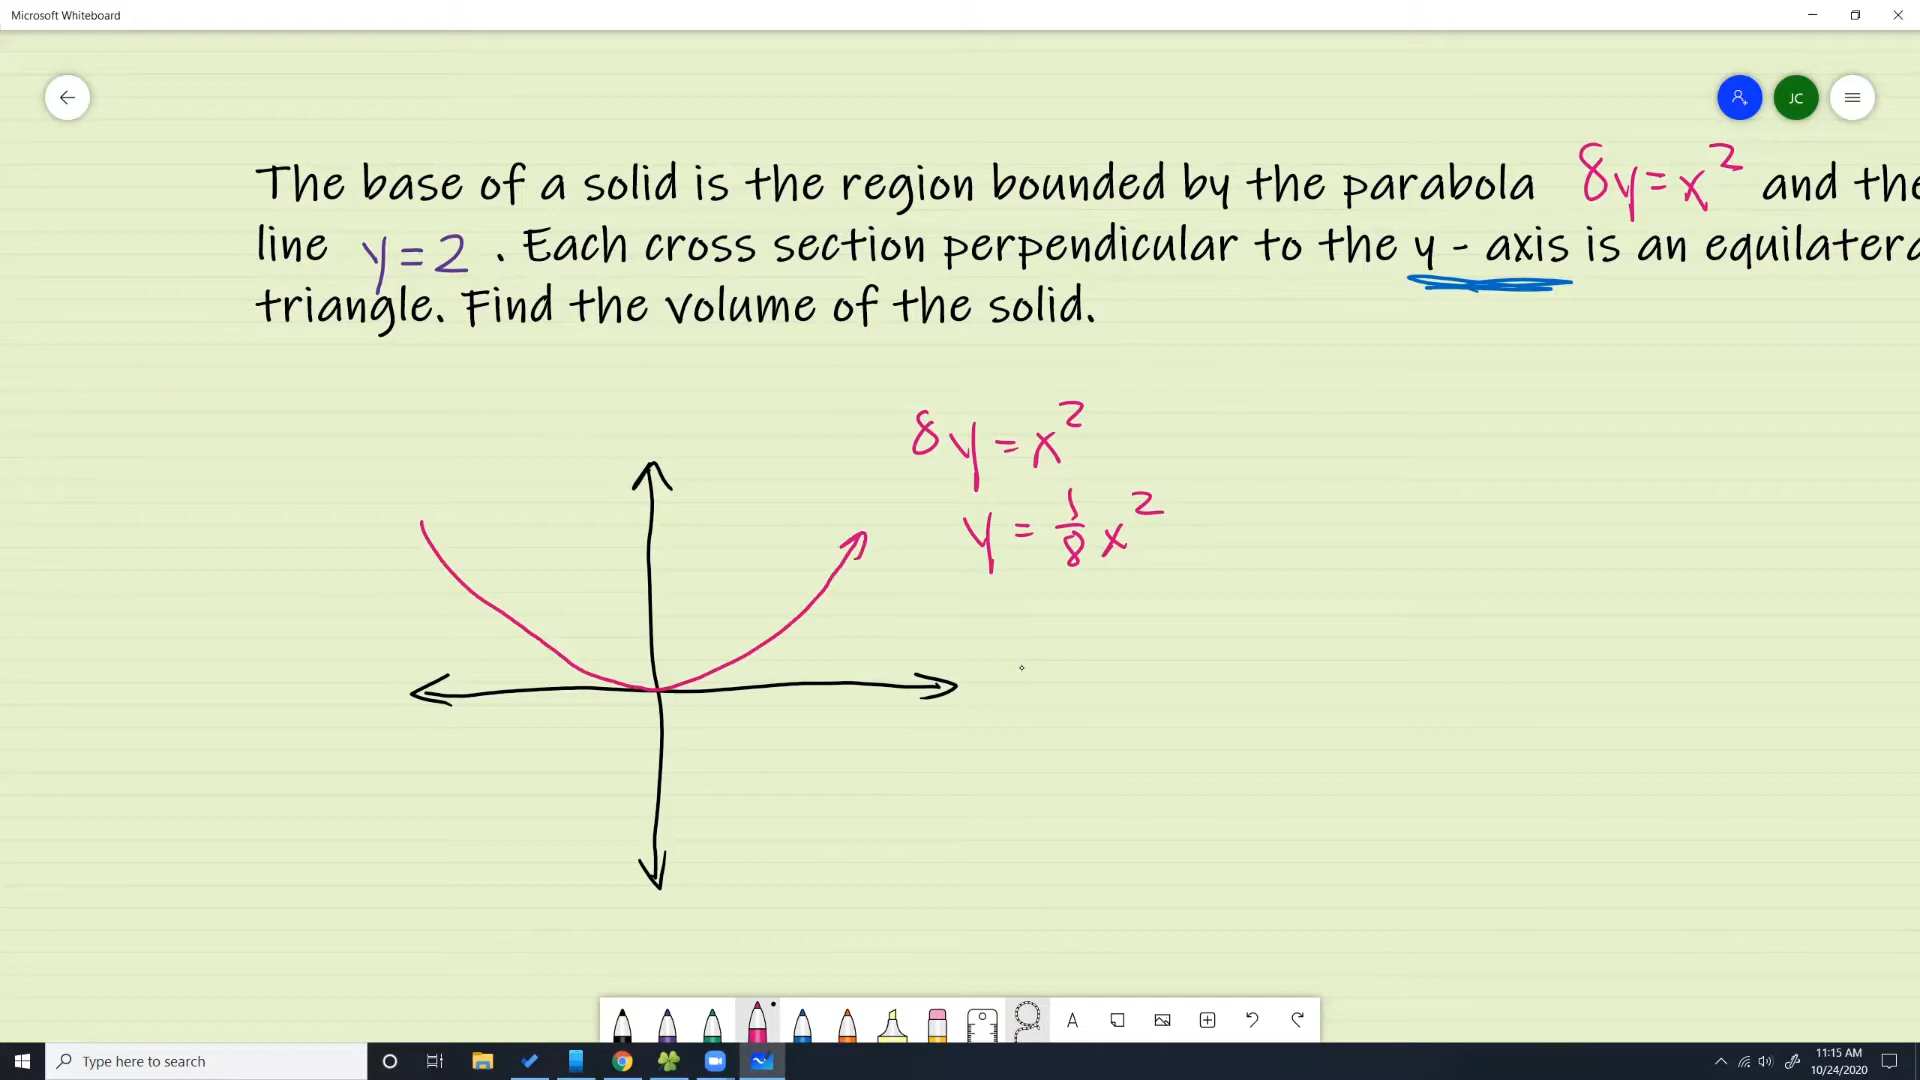 Microsoft Whiteboard
JC
The base of a solid is the region bounded by the parabola 8y=x² and the
line y=2 . Each cross section perpendicular to the y - axis is an equilatera
triangle. Find the volume of the solid.
8y=x²
y=1/8 x²
A
Type here to search
11:15 AM
10/24/2020